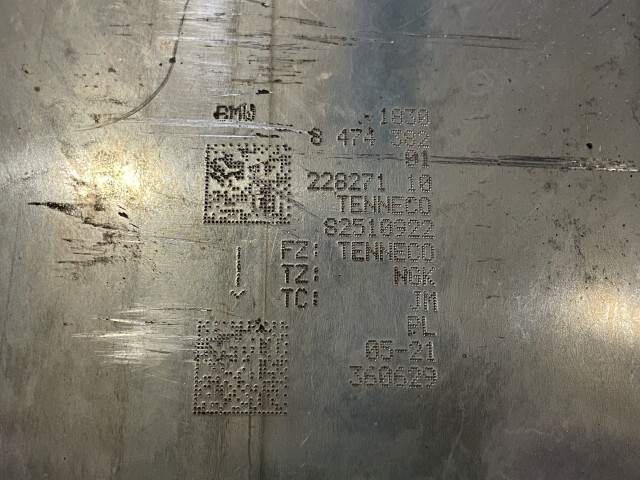 BMW 1830
8 474 382
01
228271 10
TENNECO
82510922
FZ: TENNECO
TZ: NGK
TC: JM
PL
05-21
360629